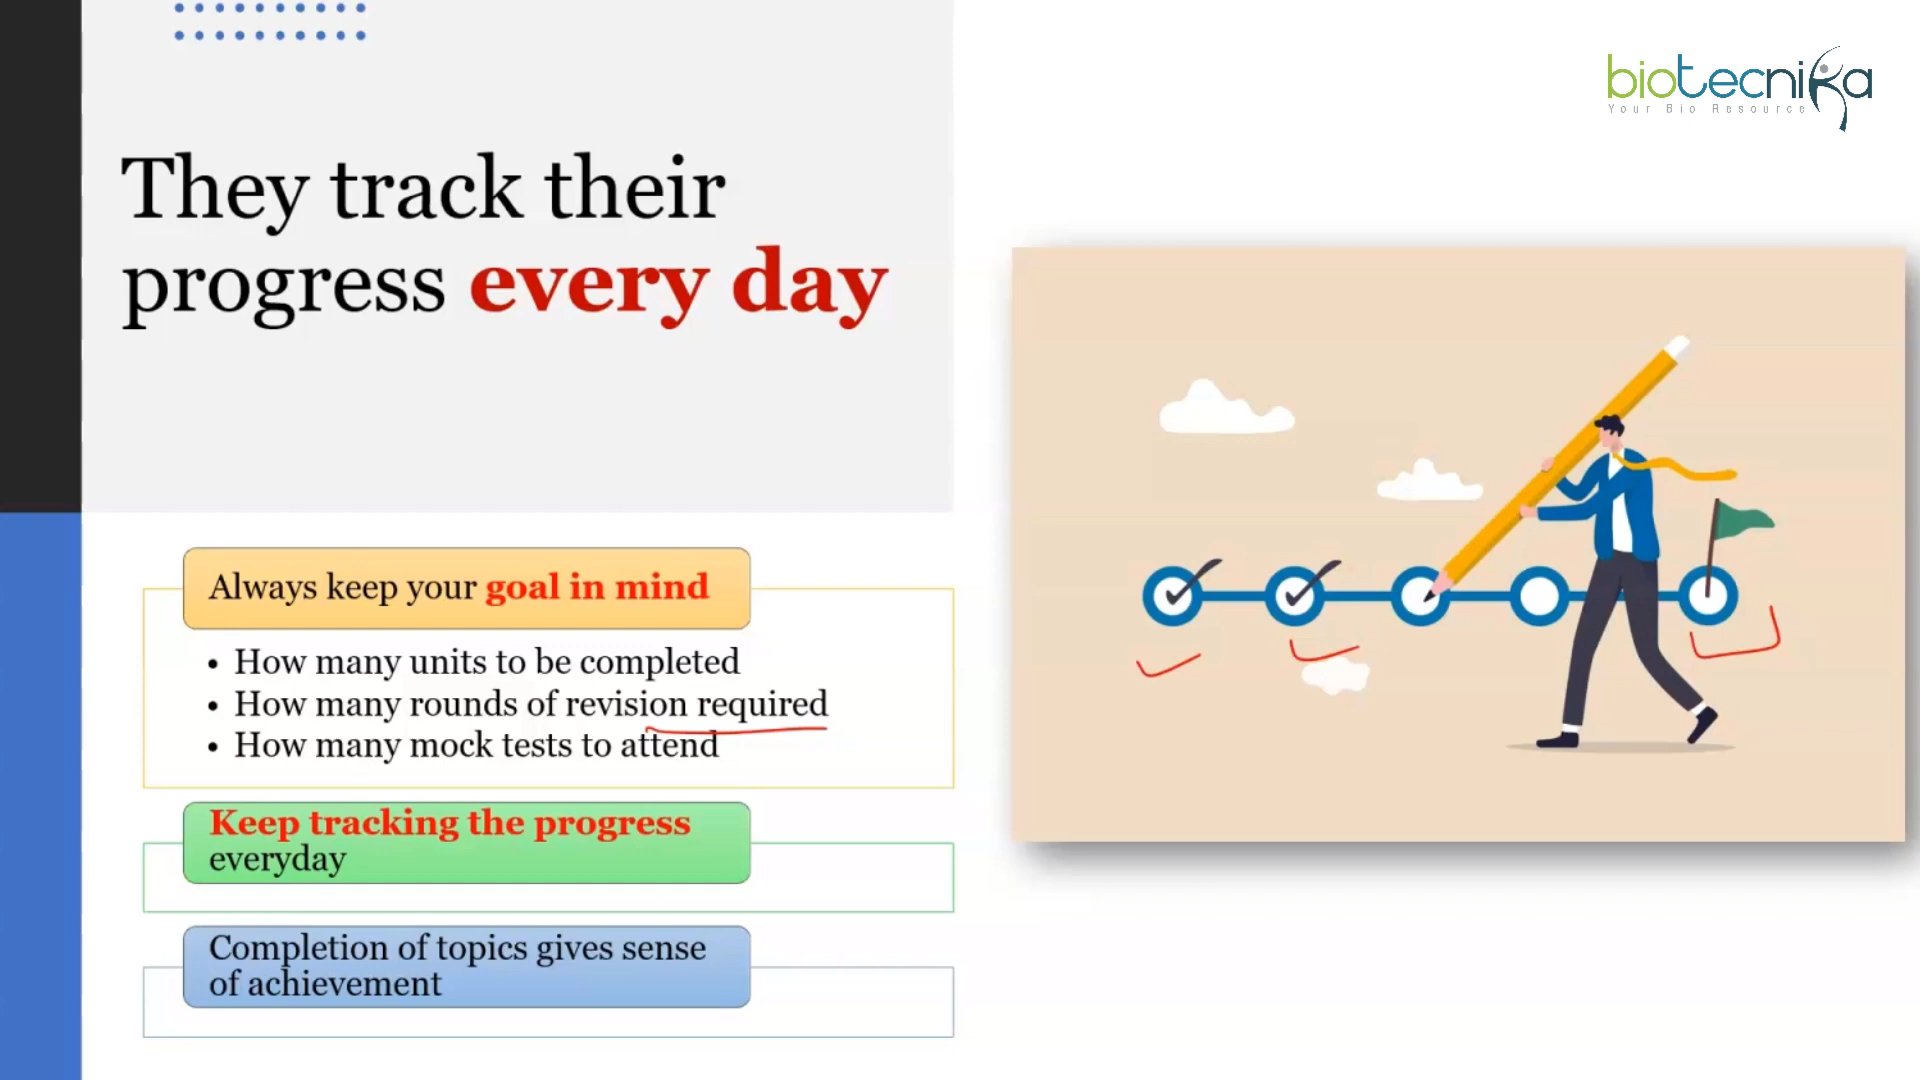 biotecnika
Your Bio Resource
They track their
progress every day
Always keep your goal in mind
• How many units to be completed
• How many rounds of revision required
• How many mock tests to attend
Keep tracking the progress
everyday
Completion of topics gives sense
of achievement